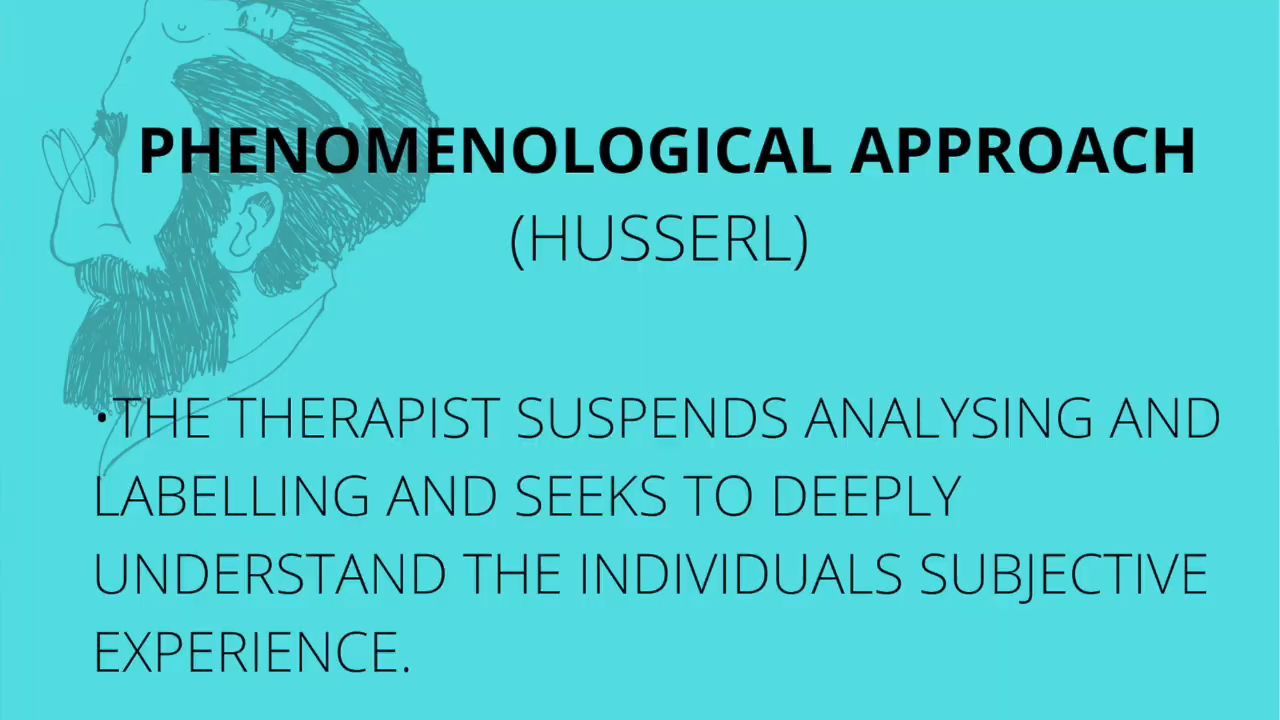 PHENOMENOLOGICAL APPROACH
(HUSSERL)
•THE THERAPIST SUSPENDS ANALYSING AND
LABELLING AND SEEKS TO DEEPLY
UNDERSTAND THE INDIVIDUALS SUBJECTIVE
EXPERIENCE.